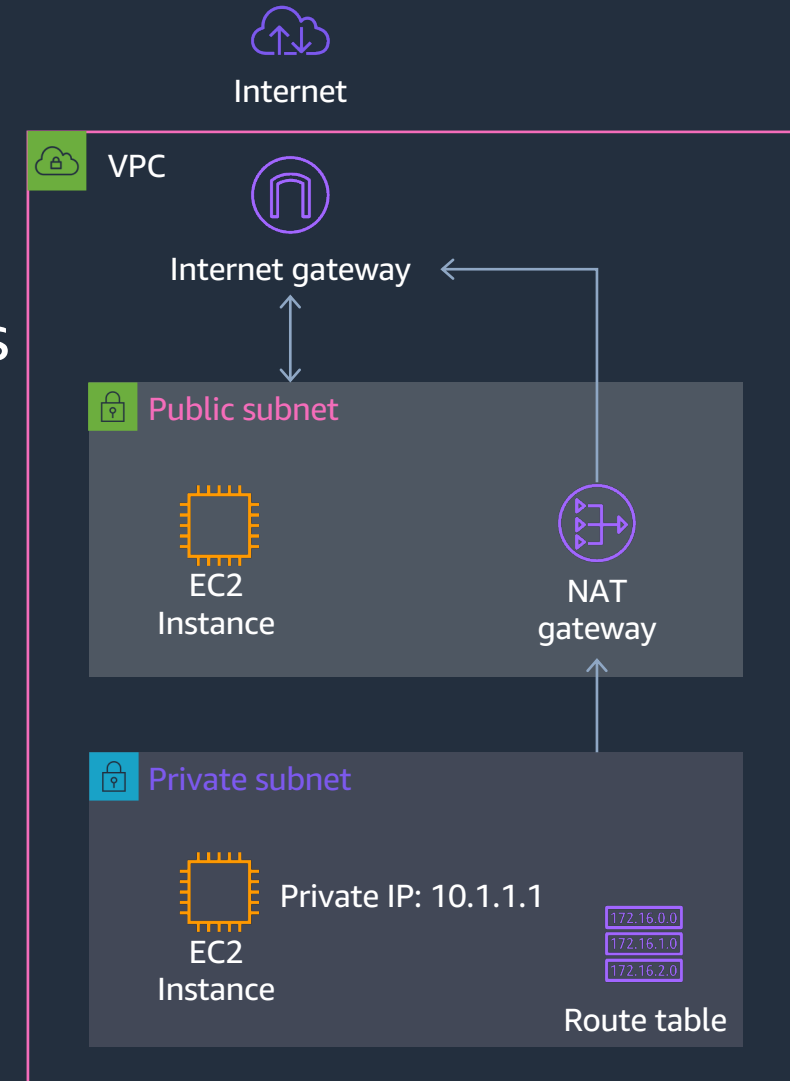 Internet
VPC
Internet gateway
s
Public subnet
EC2
Instance
NAT
gateway
Private subnet
Private IP: 10.1.1.1
EC2
Instance
172.16.0.0
172.16.1.0
172.16.2.0
Route table